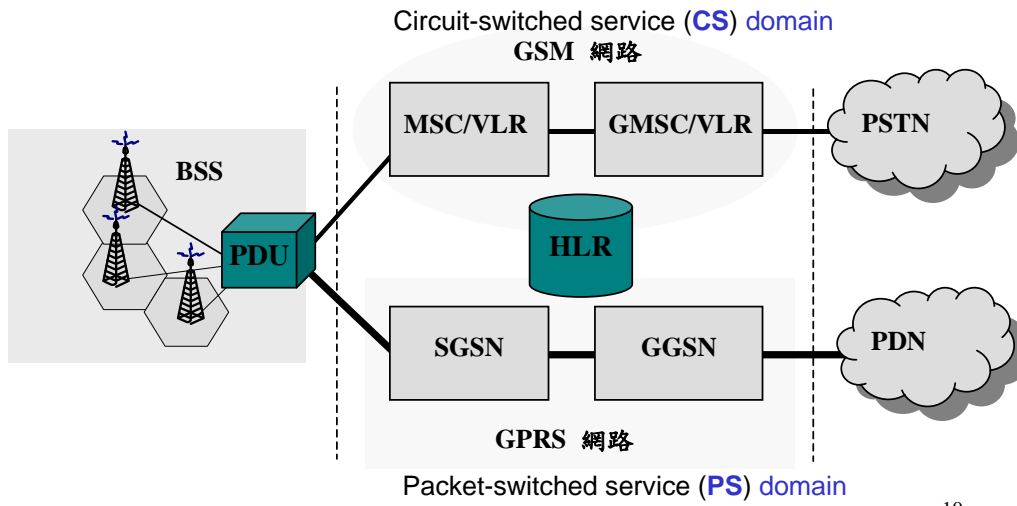 Circuit-switched service (CS) domain
GSM 網路
MSC/VLR
GMSC/VLR
PSTN
BSS
PDU
HLR
SGSN
GGSN
PDN
GPRS 網路
Packet-switched service (PS) domain